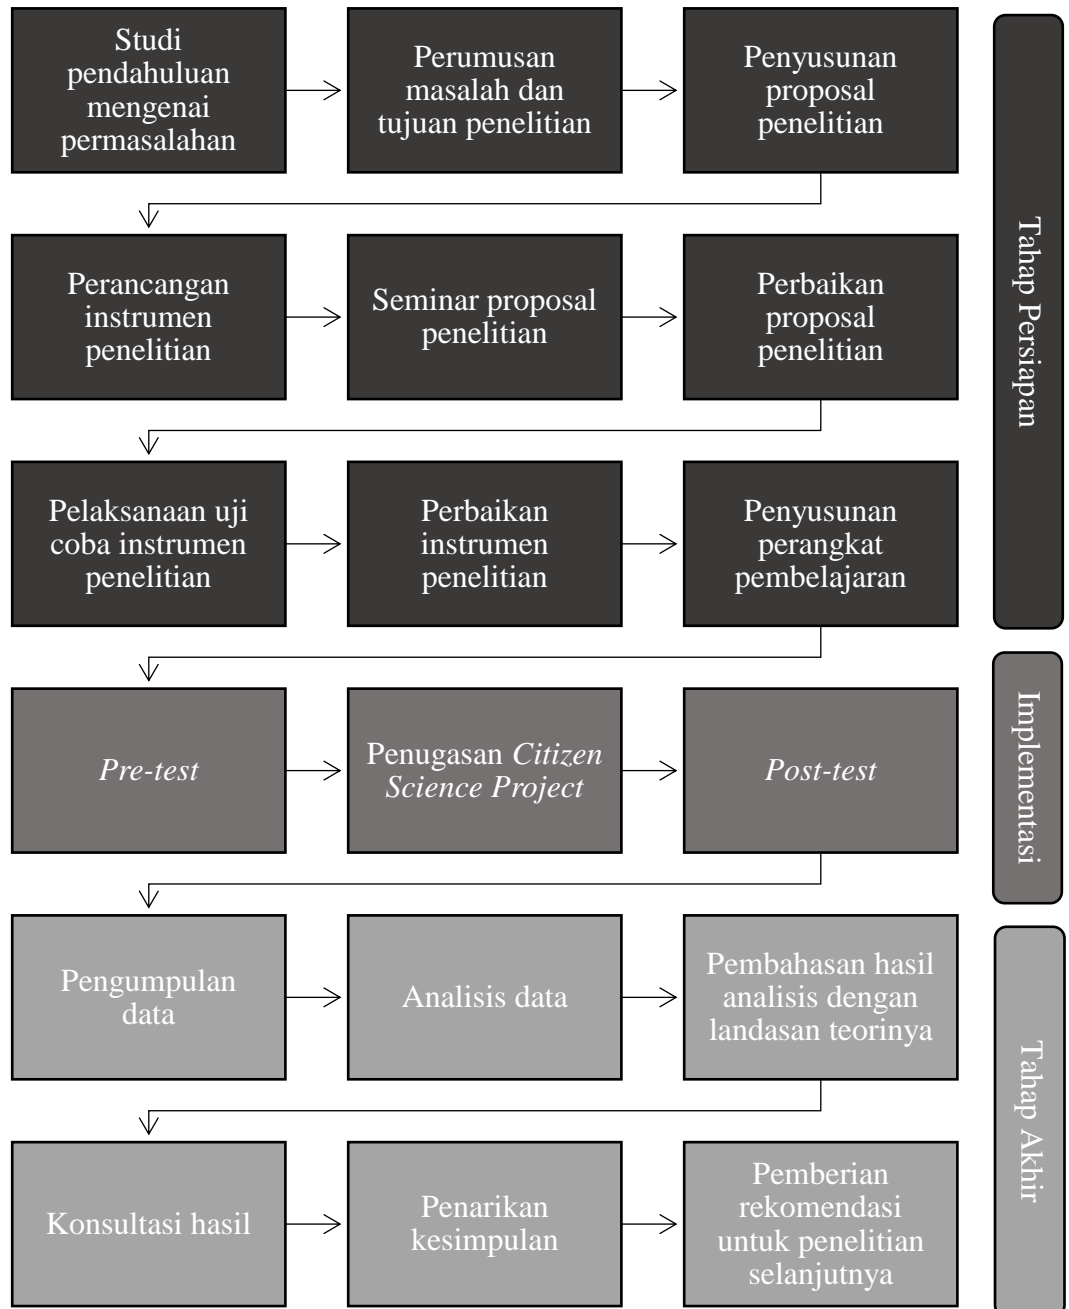 Studi
pendahuluan
mengenai
permasalahan
Perumusan
masalah dan
tujuan penelitian
Penyusunan
proposal
penelitian
Perancangan
instrumen
penelitian
Seminar proposal
penelitian
Perbaikan
proposal
penelitian
Pelaksanaan uji
coba instrumen
penelitian
Perbaikan
instrumen
penelitian
Penyusunan
perangkat
pembelajaran
Tahap Persiapan
Pre-test
Penugasan Citizen
Science Project
Post-test
Implementasi
Pengumpulan
data
Analisis data
Pembahasan hasil
analisis dengan
landasan teorinya
Konsultasi hasil
Penarikan
kesimpulan
Pemberian
rekomendasi
untuk penelitian
selanjutnya
Tahap Akhir